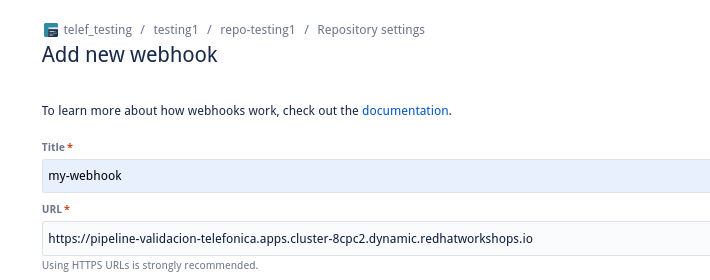 telef_testing / testing1 / repo-testing1 / Repository settings
Add new webhook
To learn more about how webhooks work, check out the documentation.
Title *
my-webhook
URL *
https://pipeline-validacion-telefonica.apps.cluster-8cpc2.dynamic.redhatworkshops.io
Using HTTPS URLs is strongly recommended.